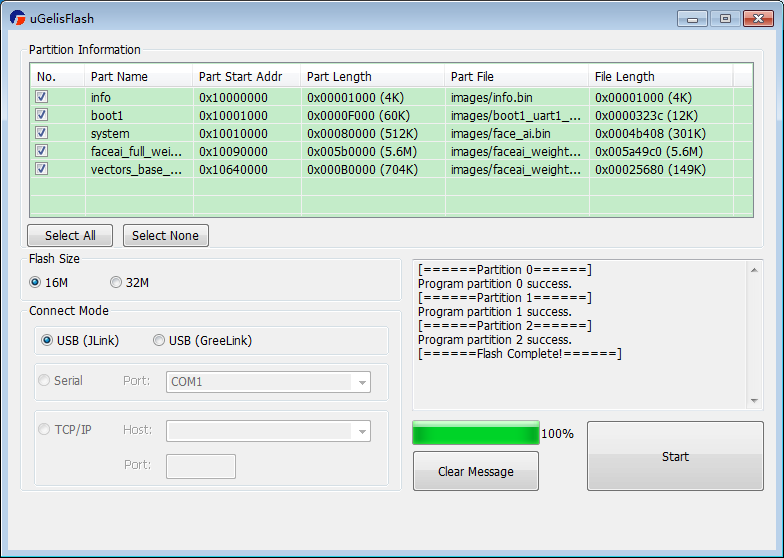 uGelisFlash
Partition Information
No. Part Name Part Start Addr Part Length Part File File Length
info 0x10000000 0x00001000 (4K) images/info.bin 0x00001000 (4K)
boot1 0x10001000 0x0000F000 (60K) images/boot1_uart1_... 0x0000323c (12K)
system 0x10010000 0x00080000 (512K) images/face_ai.bin 0x0004b408 (301K)
faceai_full_wei... 0x10090000 0x005b0000 (5.6M) images/faceai_weight... 0x005a49c0 (5.6M)
vectors_base_... 0x10640000 0x000B0000 (704K) images/faceai_weight... 0x00025680 (149K)
Select All Select None
Flash Size
16M 32M
Connect Mode
USB (JLink) USB (GreeLink)
Serial Port: COM1
TCP/IP Host:
Port:
[======Partition 0======]
Program partition 0 success.
[======Partition 1======]
Program partition 1 success.
[======Partition 2======]
Program partition 2 success.
[======Flash Complete!======]
100%
Clear Message
Start